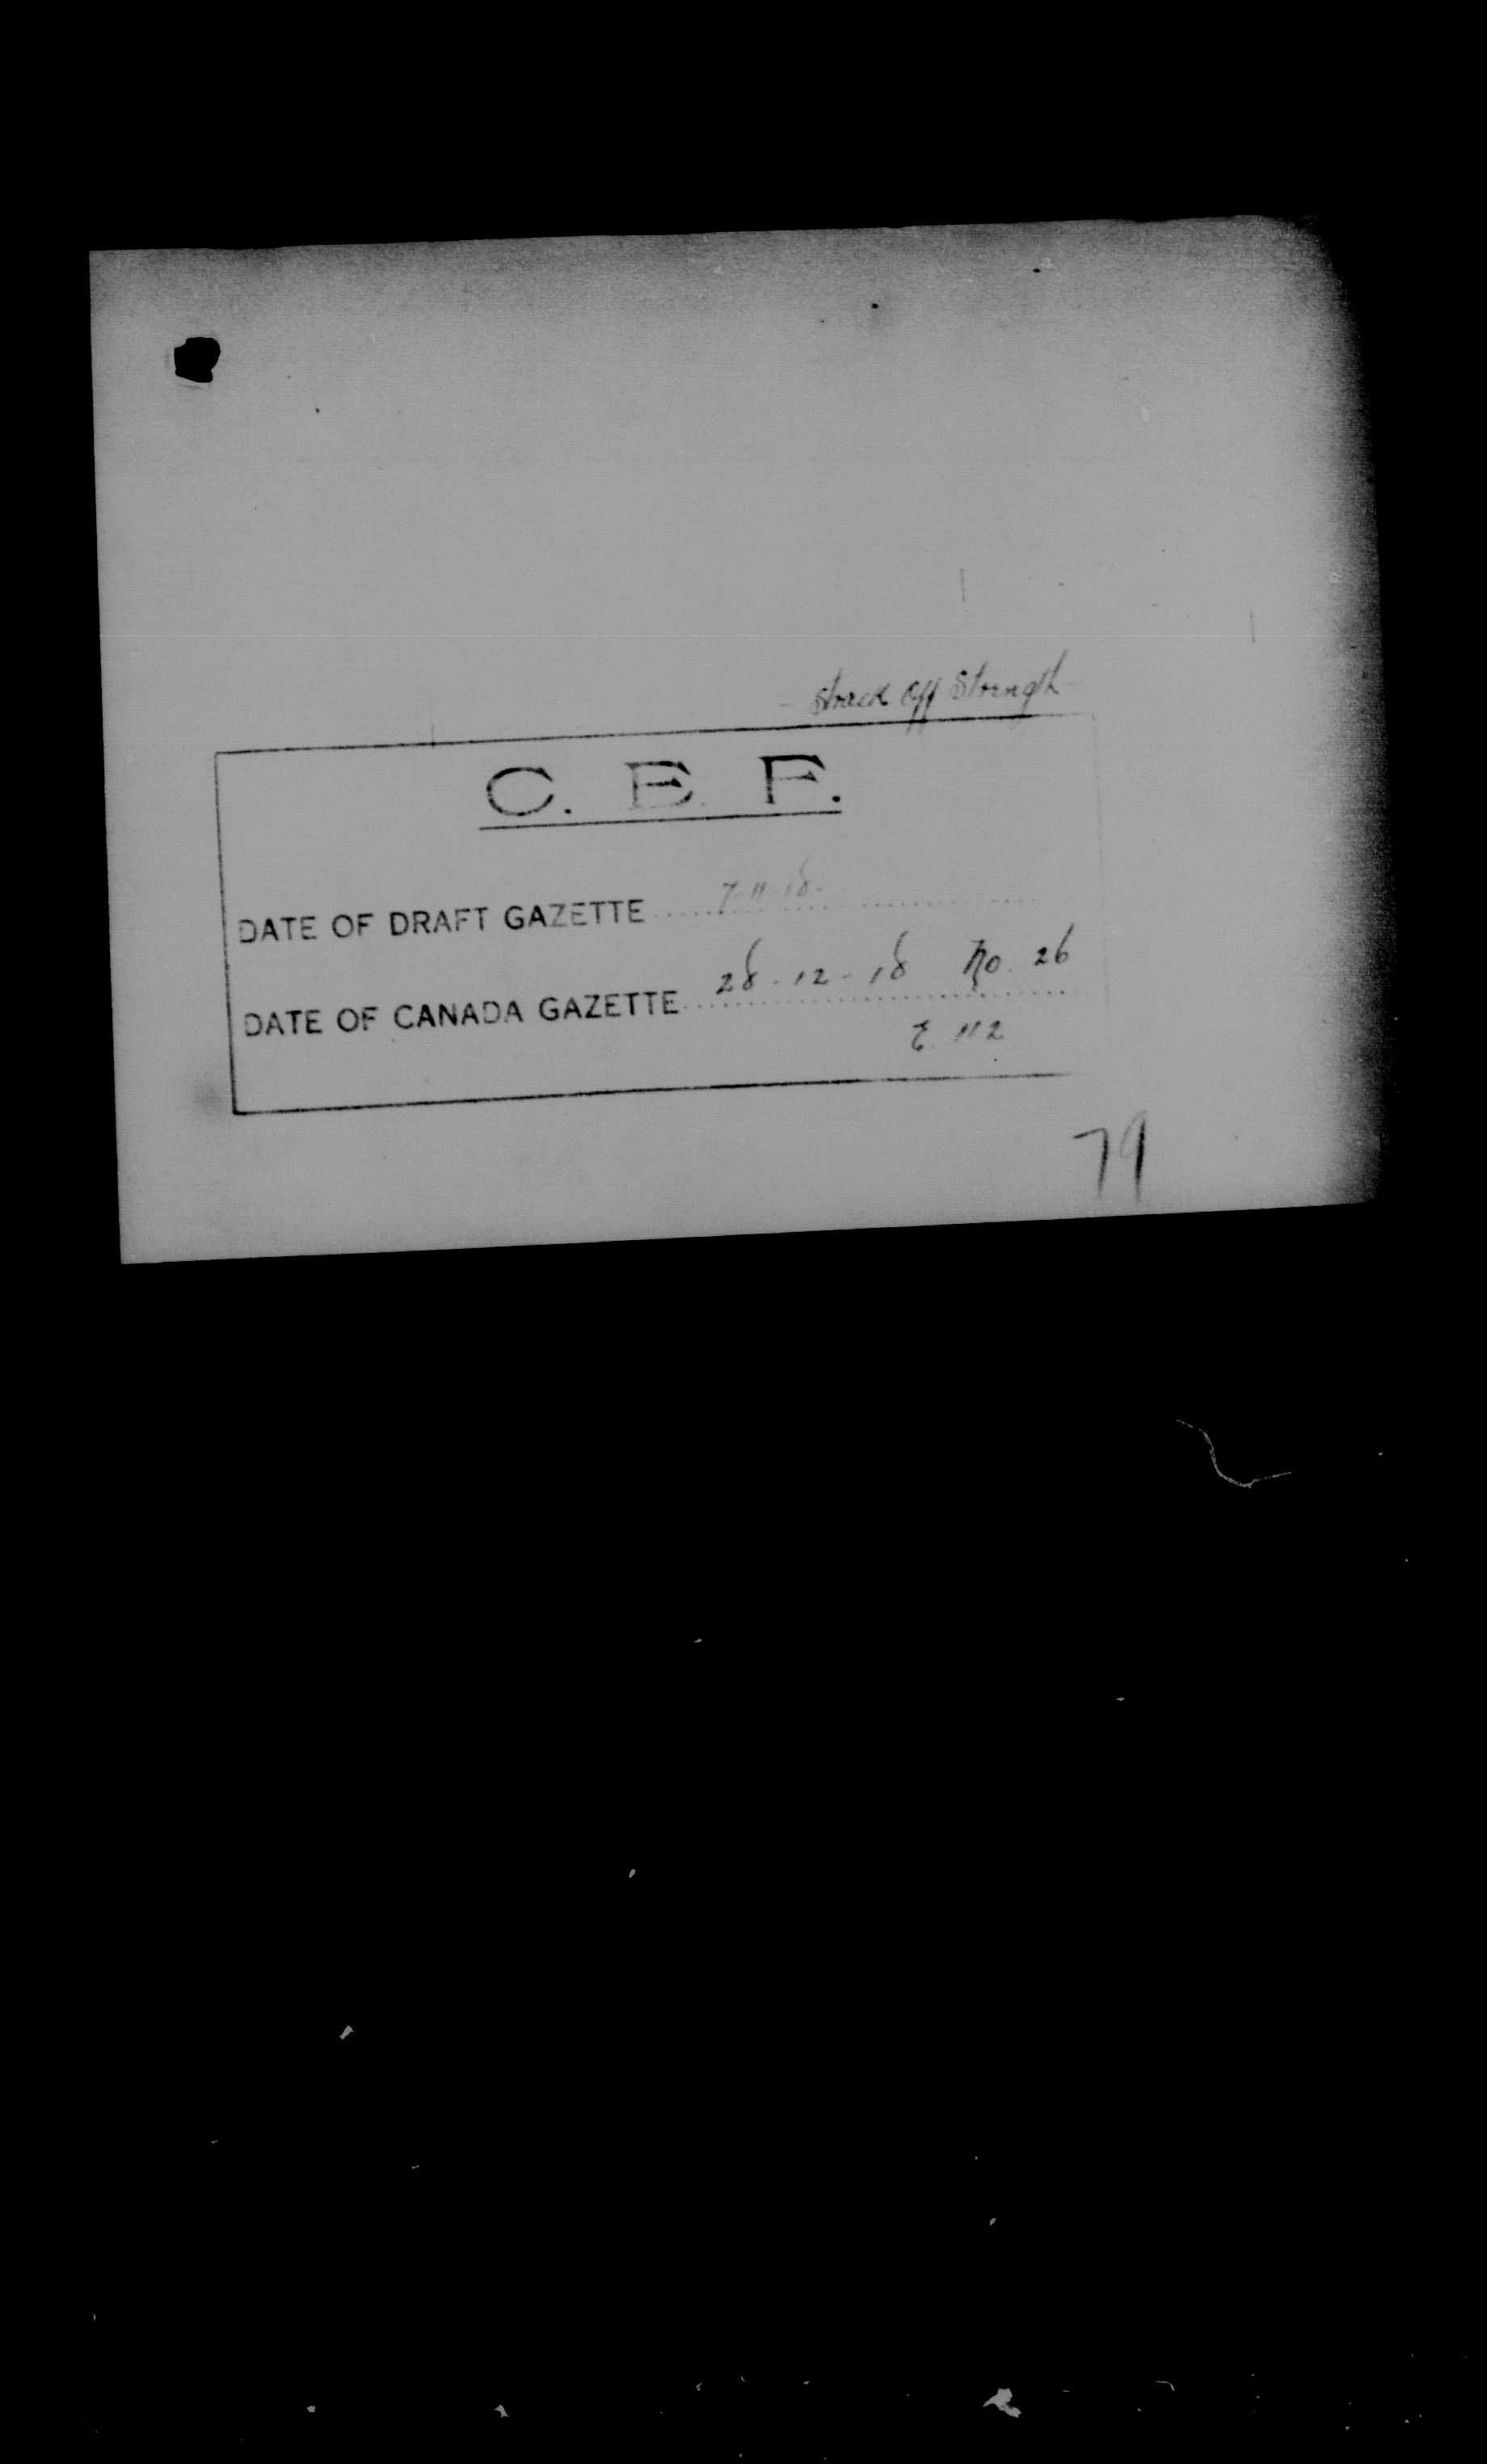 - Struck Off Strength -
C. E. F.
DATE OF DRAFT GAZETTE 7-11-18.
DATE OF CANADA GAZETTE 28-12-18 No. 26
E. 112
79